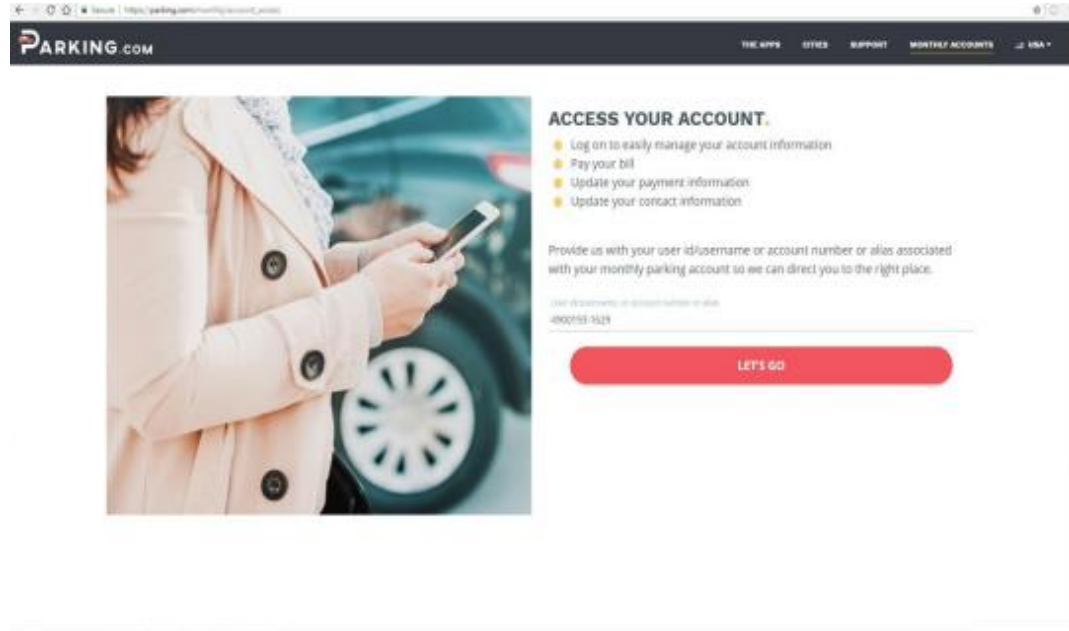 PARKING.COM
THE APPS CITIES SUPPORT MONTHLY ACCOUNTS USA
ACCESS YOUR ACCOUNT.
Log on to easily manage your account information
Pay your bill
Update your payment information
Update your contact information
Provide us with your user id/username or account number or alias associated
with your monthly parking account so we can direct you to the right place.
LET'S GO